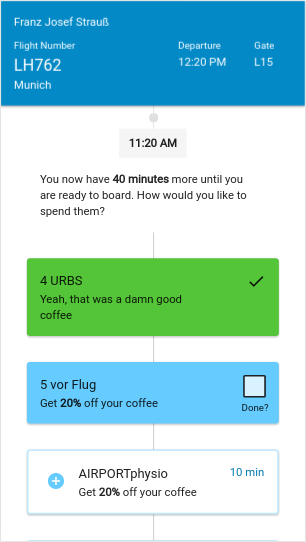 Franz Josef Strauß
Flight Number
Departure
Gate
LH762
12:20 PM
L15
Munich
11:20 AM
You now have 40 minutes more until you
are ready to board. How would you like to
spend them?
4 URBS
Yeah, that was a damn good
coffee
5 vor Flug
Get 20% off your coffee
Done?
AIRPORTphysio
10 min
Get 20% off your coffee